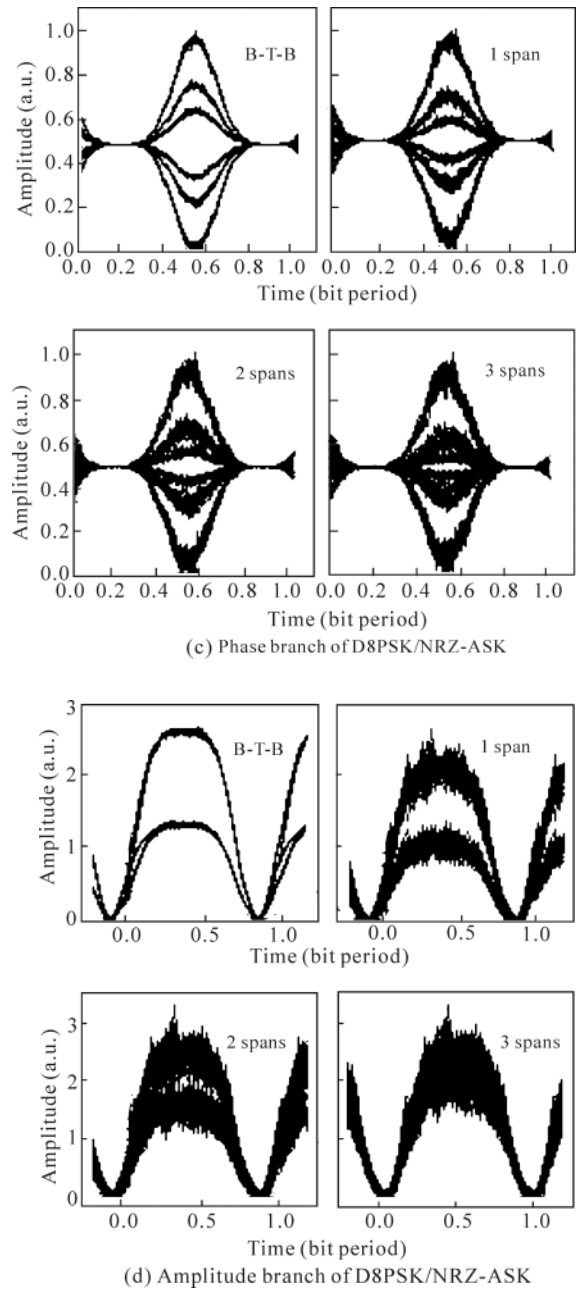 B-T-B
1 span
Amplitude (a.u.)
1.0
0.8
0.6
0.4
0.2
0.0
0.0 0.2 0.4 0.6 0.8 1.0 0.0 0.2 0.4 0.6 0.8 1.0
Time (bit period)
2 spans
3 spans
Amplitude (a.u.)
1.0
0.8
0.6
0.4
0.2
0.0
0.0 0.2 0.4 0.6 0.8 1.0 0.0 0.2 0.4 0.6 0.8 1.0
Time (bit period)
(c) Phase branch of D8PSK/NRZ-ASK
B-T-B
1 span
Amplitude (a.u.)
3
2
1
0
0.0 0.5 1.0 0.0 0.5 1.0
Time (bit period)
2 spans
3 spans
Amplitude (a.u.)
3
2
1
0
0.0 0.5 1.0 0.0 0.5 1.0
Time (bit period)
(d) Amplitude branch of D8PSK/NRZ-ASK